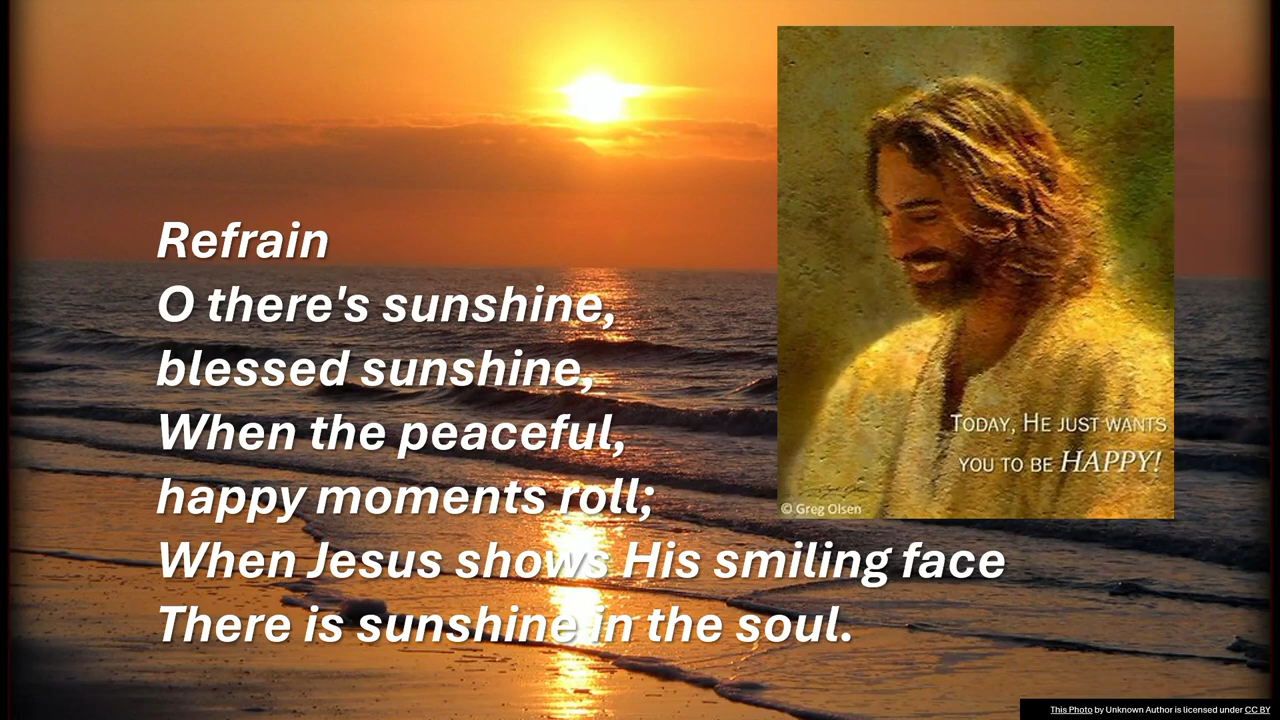 Refrain
O there's sunshine,
blessed sunshine,
When the peaceful,
happy moments roll;
When Jesus shows His smiling face
There is sunshine in the soul.
TODAY, HE JUST WANTS
YOU TO BE HAPPY!
© Greg Olsen
This Photo by Unknown Author is licensed under CC BY